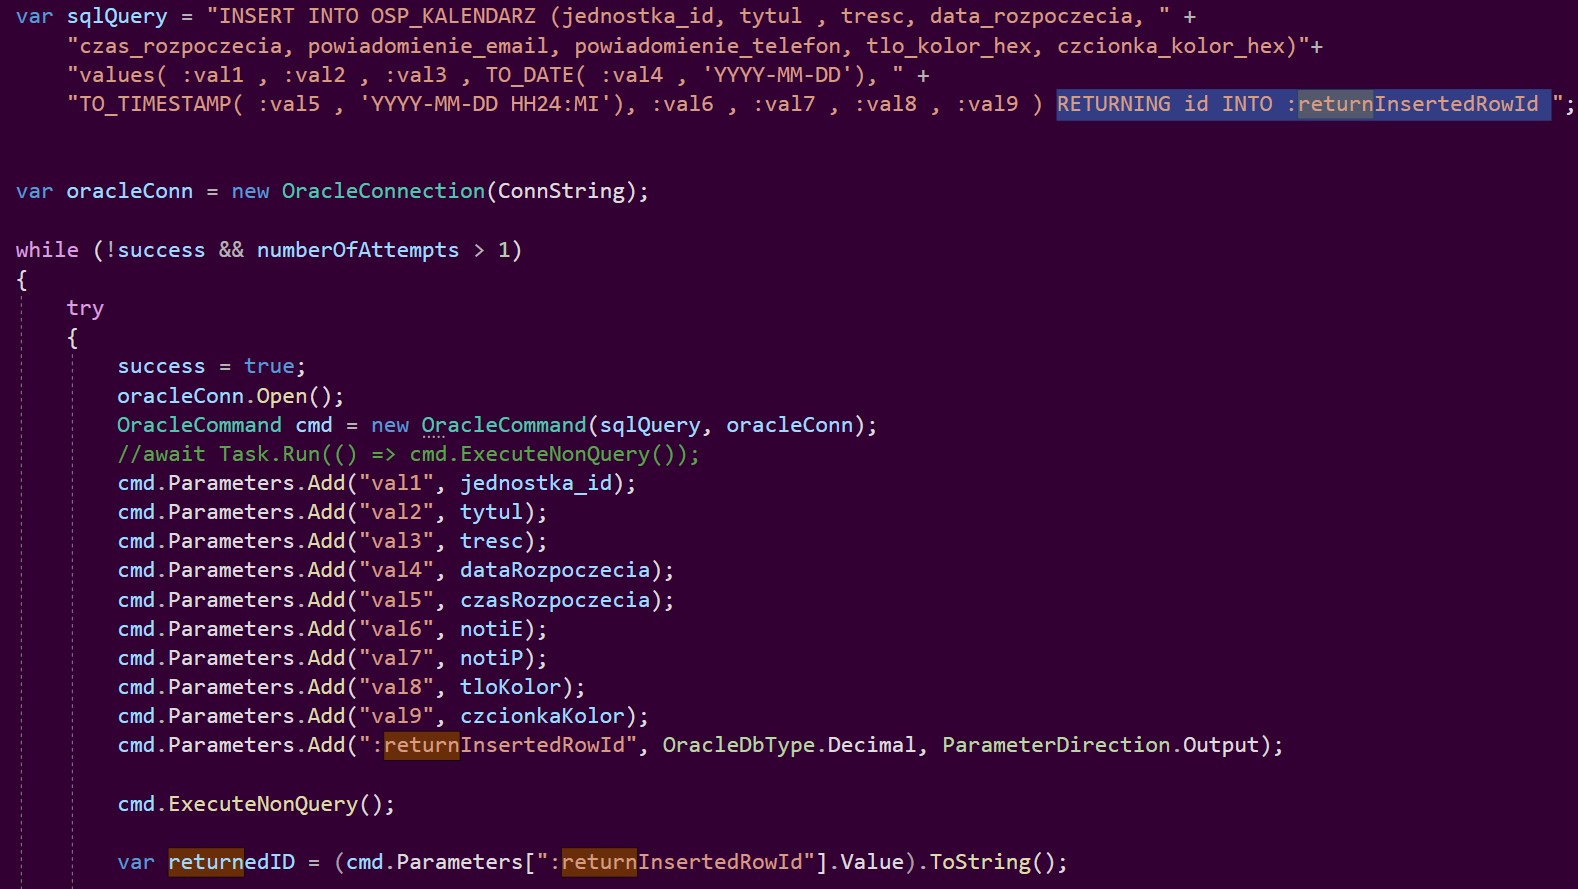 var sqlQuery = "INSERT INTO OSP_KALENDARZ (jednostka_id, tytul , tresc, data_rozpoczecia, " +
"czas_rozpoczecia, powiadomienie_email, powiadomienie_telefon, tlo_kolor_hex, czcionka_kolor_hex)"+
"values( :val1 , :val2 , :val3 , TO_DATE( :val4 , 'YYYY-MM-DD'), " +
"TO_TIMESTAMP( :val5 , 'YYYY-MM-DD HH24:MI'), :val6 , :val7 , :val8 , :val9 ) RETURNING id INTO :returnInsertedRowId ";
var oracleConn = new OracleConnection(ConnString);
while (!success && numberOfAttempts > 1)
{
try
{
success = true;
oracleConn.Open();
OracleCommand cmd = new OracleCommand(sqlQuery, oracleConn);
//await Task.Run(() => cmd.ExecuteNonQuery());
cmd.Parameters.Add("val1", jednostka_id);
cmd.Parameters.Add("val2", tytul);
cmd.Parameters.Add("val3", tresc);
cmd.Parameters.Add("val4", dataRozpoczecia);
cmd.Parameters.Add("val5", czasRozpoczecia);
cmd.Parameters.Add("val6", notiE);
cmd.Parameters.Add("val7", notiP);
cmd.Parameters.Add("val8", tloKolor);
cmd.Parameters.Add("val9", czcionkaKolor);
cmd.Parameters.Add(":returnInsertedRowId", OracleDbType.Decimal, ParameterDirection.Output);
cmd.ExecuteNonQuery();
var returnedID = (cmd.Parameters[":returnInsertedRowId"].Value).ToString();